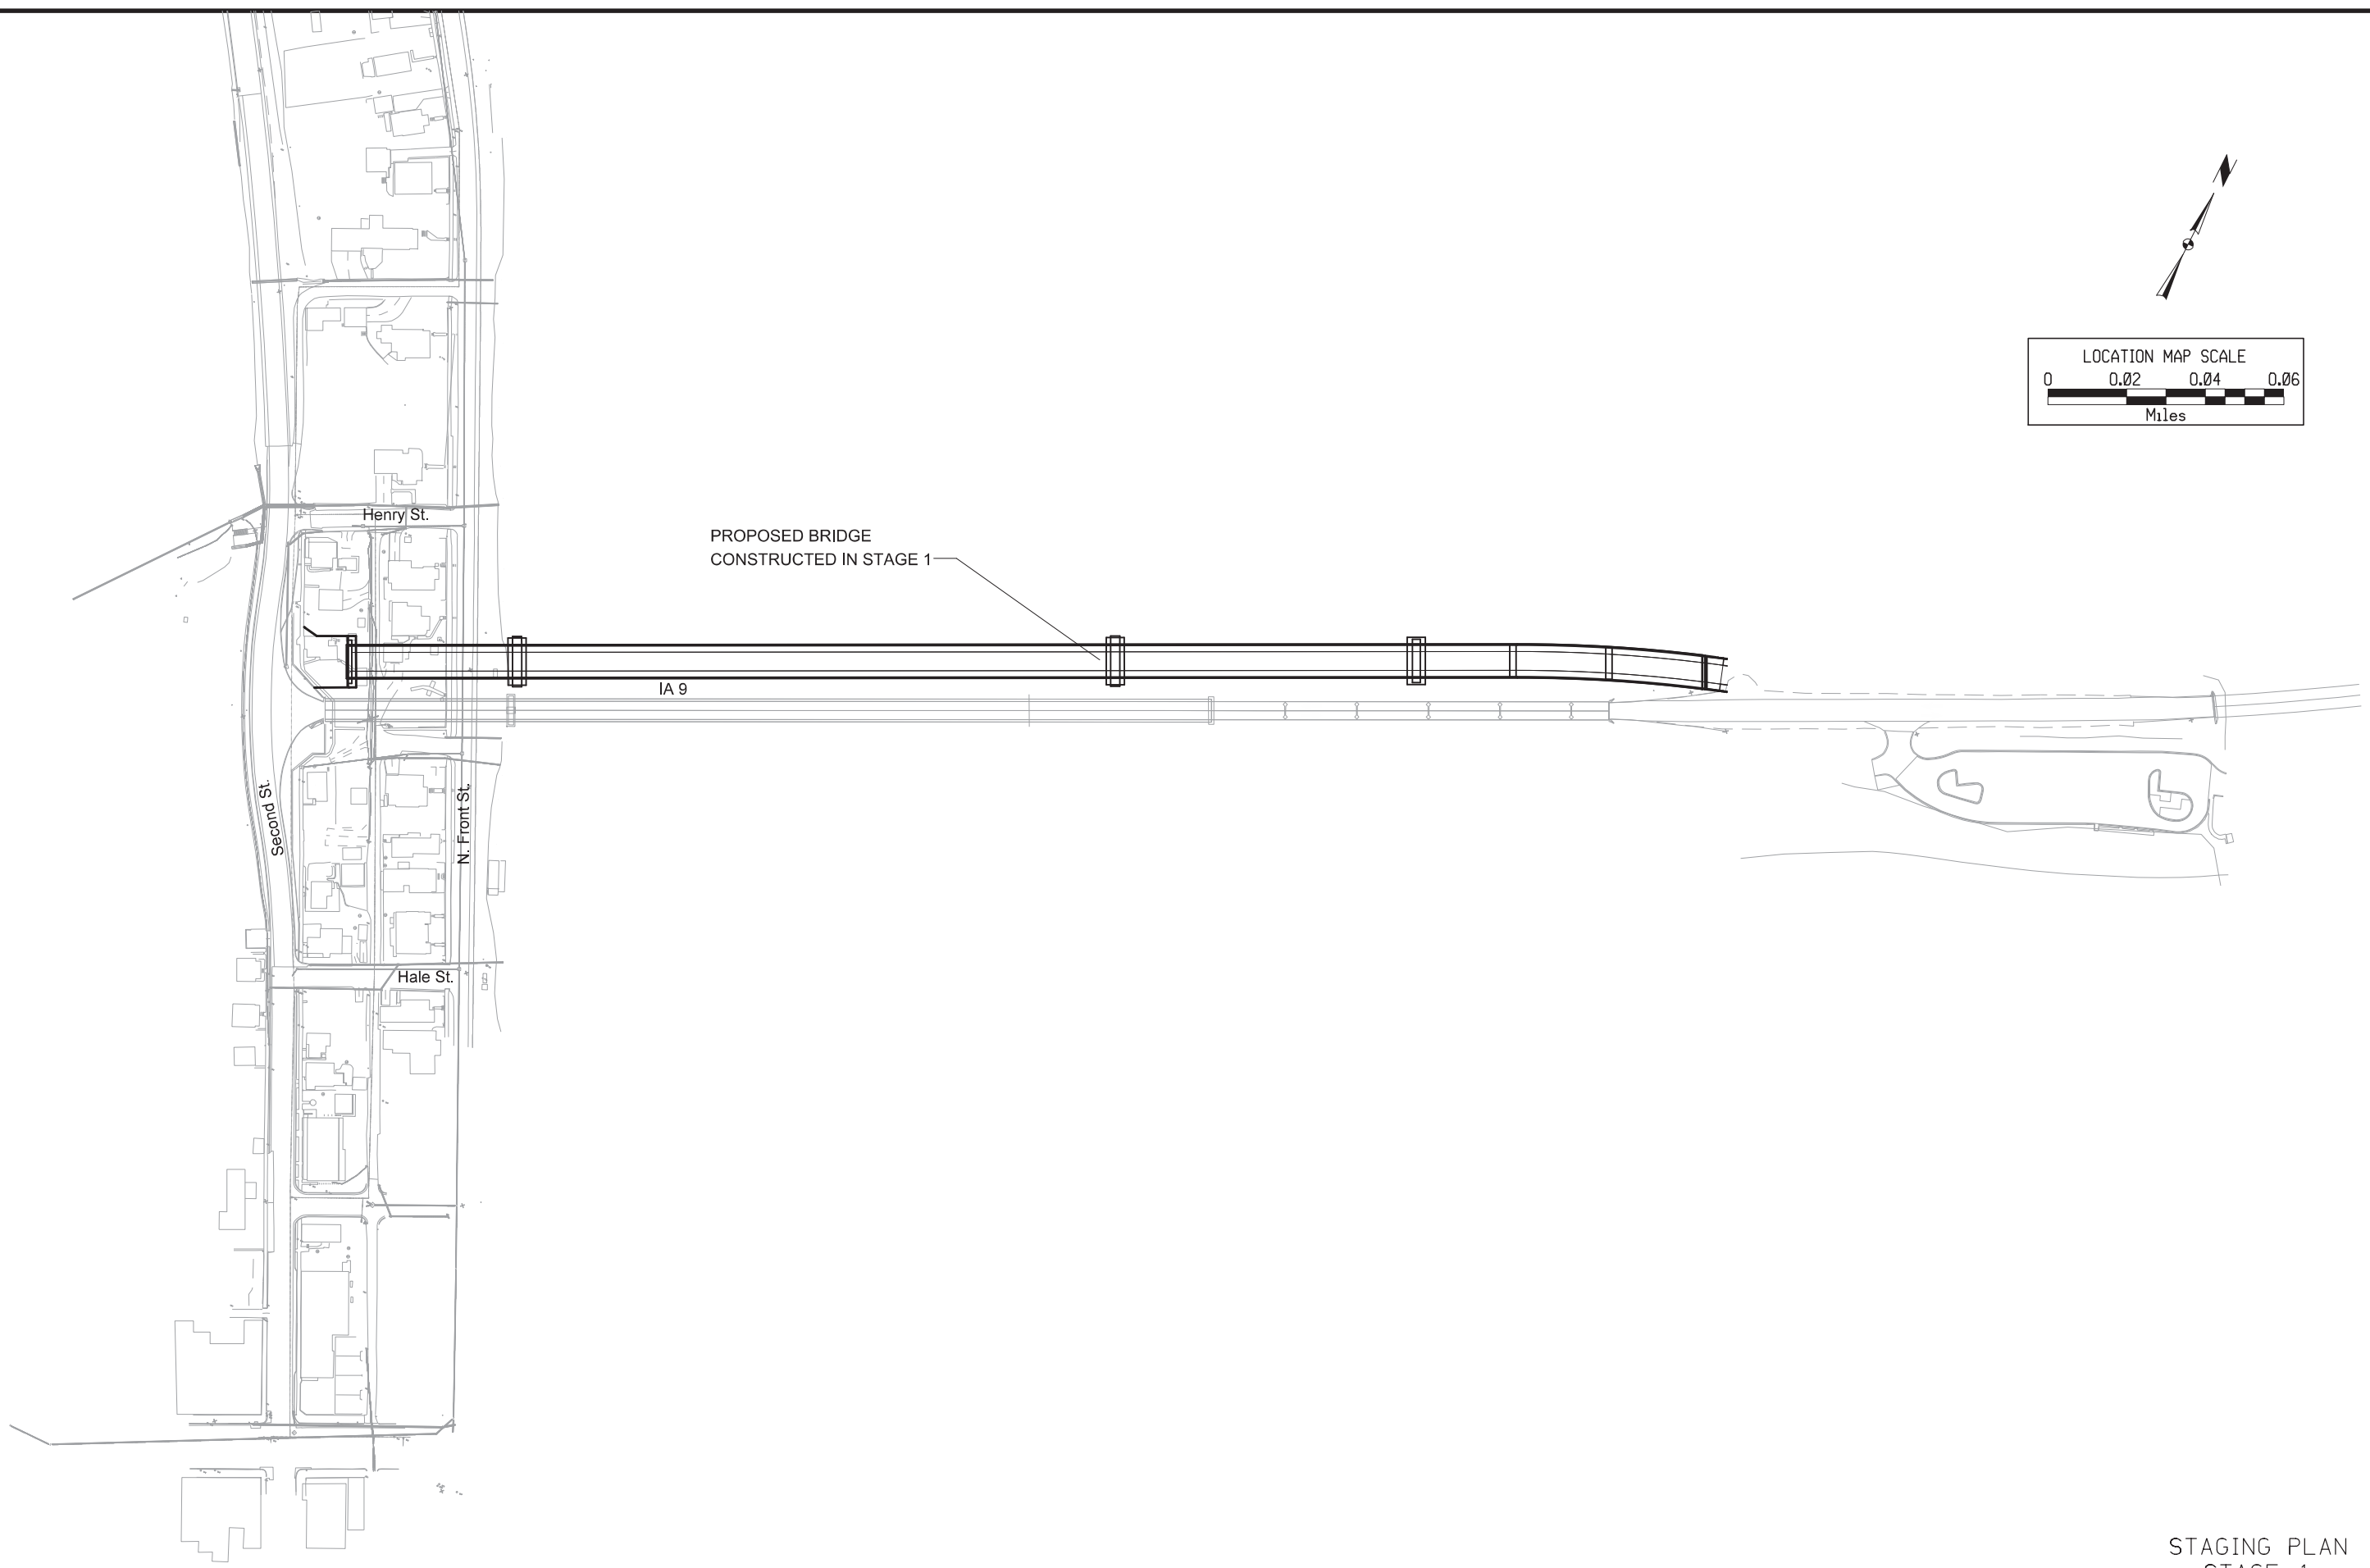 LOCATION MAP SCALE
0 0.02 0.04 0.06
Miles
Henry St.
PROPOSED BRIDGE
CONSTRUCTED IN STAGE 1
IA 9
Second St.
N. Front St.
Hale St.
STAGING PLAN